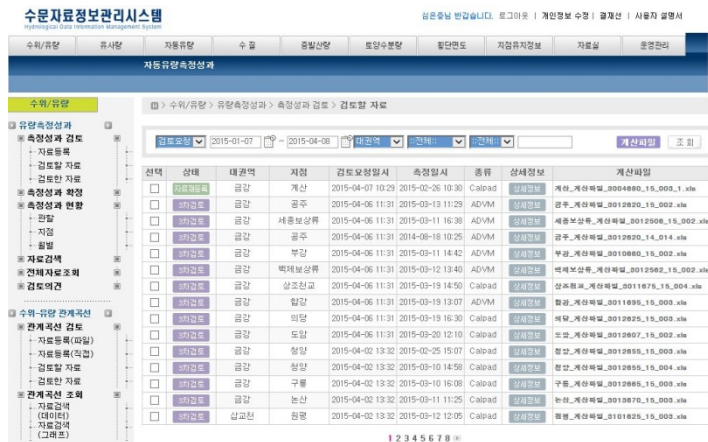 수문자료정보관리시스템
Hydrological Data Information Management System
반갑습니다. 로그아웃 | 개인정보 수정 | 결재선 | 사용자 설명서
수위/유량 유사량 자동유량 수 질 증발산량 토양수분량 횡단면도 지점유지정보 자료실 운영관리
자동유량측정성과
수위/유량
> 수위/유량 > 유량측정성과 > 측정성과 검토 > 검토할 자료
유량측정성과
측정성과 검토
자료등록
검토할 자료
검토한 자료
측정성과 확정
측정성과 현황
관할
지점
월별
자료검색
전체자료조회
검토의견
수위-유량 관계곡선
관계곡선 검토
자료등록(파일)
자료등록(직접)
검토할 자료
검토한 자료
관계곡선 조회
자료검색
(데이터)
자료검색
(그래프)
검토요청 2015-01-07 ~ 2015-04-08 대권역 ::전체:: ::전체:: 계산파일 조 회
선택 상태 대권역 지점 검토요청일시 측정일시 종류 상세정보 계산파일
자료재등록 금강 계산 2015-04-07 10:29 2015-02-26 10:30 Calpad 상세정보 계산_계산파일_3004680_15_003_1.xls
3차검토 금강 공주 2015-04-06 11:31 2015-03-13 11:29 ADVM 상세정보 공주_계산파일_3012620_15_002.xls
3차검토 금강 세종보상류 2015-04-06 11:31 2015-03-11 16:38 ADVM 상세정보 세종보상류_계산파일_3012506_15_002.xls
3차검토 금강 공주 2015-04-06 11:31 2014-08-18 10:25 ADVM 상세정보 공주_계산파일_3012620_14_014.xls
3차검토 금강 부강 2015-04-06 11:31 2015-03-11 14:42 ADVM 상세정보 부강_계산파일_3010660_15_002.xls
3차검토 금강 백제보상류 2015-04-06 11:31 2015-03-12 13:40 ADVM 상세정보 백제보상류_계산파일_3012562_15_002.xls
3차검토 금강 상조천교 2015-04-06 11:31 2015-03-19 14:50 Calpad 상세정보 상조천교_계산파일_3011675_15_004.xls
3차검토 금강 합강 2015-04-06 11:31 2015-03-19 13:07 ADVM 상세정보 합강_계산파일_3011695_15_003.xls
3차검토 금강 의당 2015-04-06 11:31 2015-03-19 16:30 Calpad 상세정보 의당_계산파일_3012625_15_003.xls
3차검토 금강 도암 2015-04-06 11:31 2015-03-20 12:10 Calpad 상세정보 도암_계산파일_3012607_15_002.xls
3차검토 금강 청양 2015-04-02 13:32 2015-02-25 15:07 Calpad 상세정보 청양_계산파일_3012655_15_003.xls
3차검토 금강 청양 2015-04-02 13:32 2015-03-10 14:58 Calpad 상세정보 청양_계산파일_3012655_15_004.xls
3차검토 금강 구룡 2015-04-02 13:32 2015-03-10 16:08 Calpad 상세정보 구룡_계산파일_3012665_15_003.xls
3차검토 금강 논산 2015-04-02 13:32 2015-03-11 11:25 Calpad 상세정보 논산_계산파일_3013670_15_003.xls
3차검토 삽교천 원평 2015-04-02 13:32 2015-03-12 12:05 Calpad 상세정보 원평_계산파일_3101625_15_003.xls
1 2 3 4 5 6 7 8